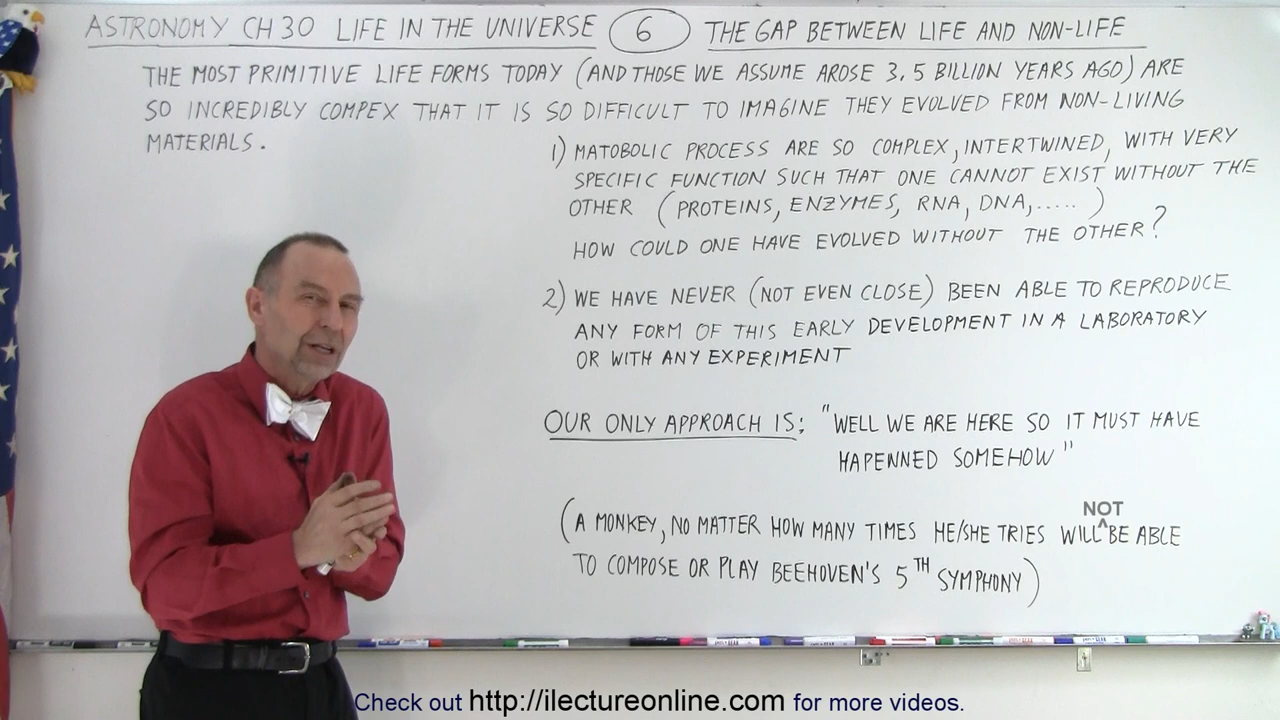 ASTRONOMY CH 30 LIFE IN THE UNIVERSE 6 THE GAP BETWEEN LIFE AND NON-LIFE
THE MOST PRIMITIVE LIFE FORMS TODAY (AND THOSE WE ASSUME AROSE 3.5 BILLION YEARS AGO) ARE
SO INCREDIBLY COMPEX THAT IT IS SO DIFFICULT TO IMAGINE THEY EVOLVED FROM NON-LIVING
MATERIALS.
1) MATOBOLIC PROCESS ARE SO COMPLEX, INTERTWINED, WITH VERY
SPECIFIC FUNCTION SUCH THAT ONE CANNOT EXIST WITHOUT THE
OTHER (PROTEINS, ENZYMES, RNA, DNA,.....)
HOW COULD ONE HAVE EVOLVED WITHOUT THE OTHER?
2) WE HAVE NEVER (NOT EVEN CLOSE) BEEN ABLE TO REPRODUCE
ANY FORM OF THIS EARLY DEVELOPMENT IN A LABORATORY
OR WITH ANY EXPERIMENT
OUR ONLY APPROACH IS: "WELL WE ARE HERE SO IT MUST HAVE
HAPENNED SOMEHOW"
NOT
(A MONKEY, NO MATTER HOW MANY TIMES HE/SHE TRIES WILL BE ABLE
TO COMPOSE OR PLAY BEEHOVEN'S 5TH SYMPHONY)
Check out http://ilectureonline.com for more videos.